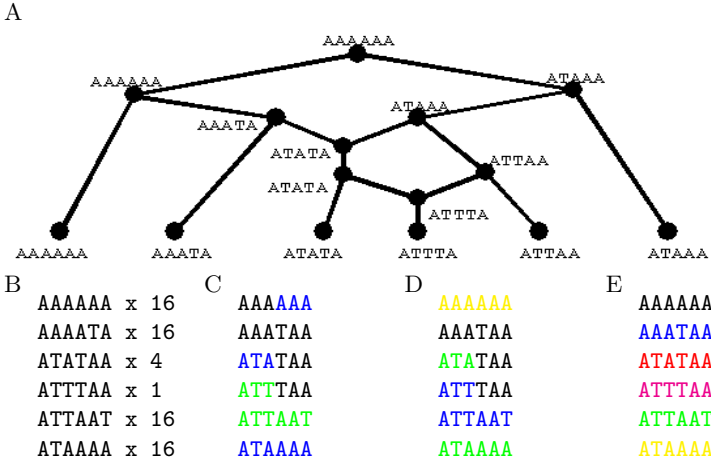 A
AAAAAA
AAAAAA
ATAAA
ATAAA
AAATA
ATATA
ATTAA
ATATA
ATTTA
AAAAAA AAATA ATATA ATTTA ATTAA ATAAA
B C D E
AAAAAA x 16 AAAAAA AAAAAA AAAAAA
AAAATA x 16 AAATAA AAATAA AAATAA
ATATAA x 4 ATATAA ATATAA ATATAA
ATTTAA x 1 ATTTAA ATTTAA ATTTAA
ATTAAT x 16 ATTAAT ATTAAT ATTAAT
ATAAAA x 16 ATAAAA ATAAAA ATAAAA